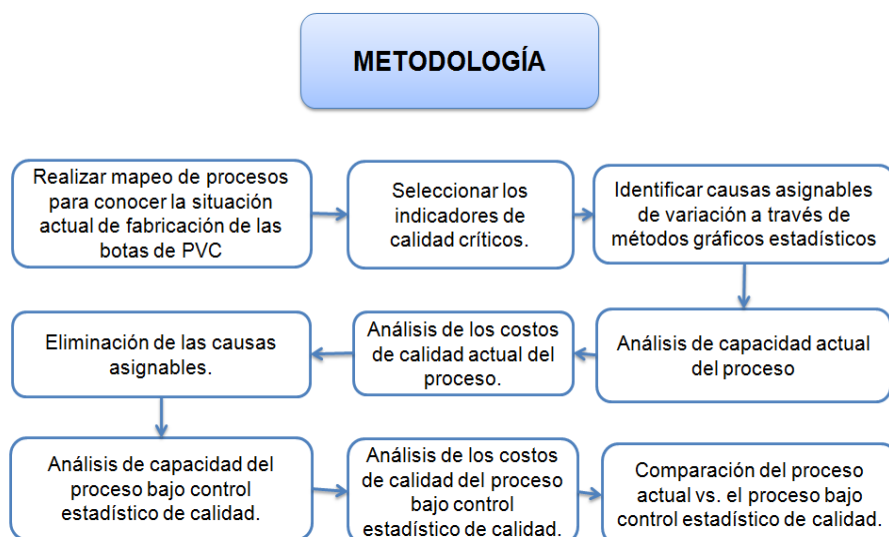 METODOLOGÍA
Realizar mapeo de procesos
para conocer la situación
actual de fabricación de las
botas de PVC
Seleccionar los
indicadores de
calidad críticos.
Identificar causas asignables
de variación a través de
métodos gráficos estadísticos
Análisis de capacidad actual
del proceso
Análisis de los costos
de calidad actual del
proceso.
Eliminación de las causas
asignables.
Análisis de capacidad del
proceso bajo control
estadístico de calidad.
Análisis de los costos
de calidad del proceso
bajo control
estadístico de calidad.
Comparación del proceso
actual vs. el proceso bajo
control estadístico de calidad.